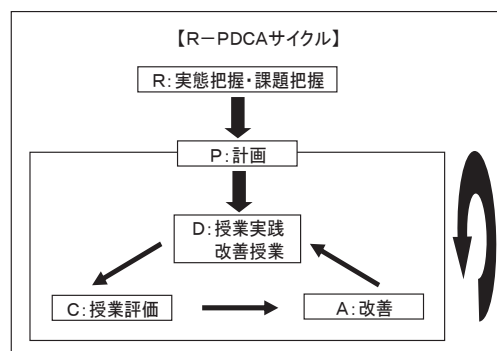 【R－PDCAサイクル】
R：実態把握・課題把握
P：計画
D：授業実践
改善授業
C：授業評価
A：改善